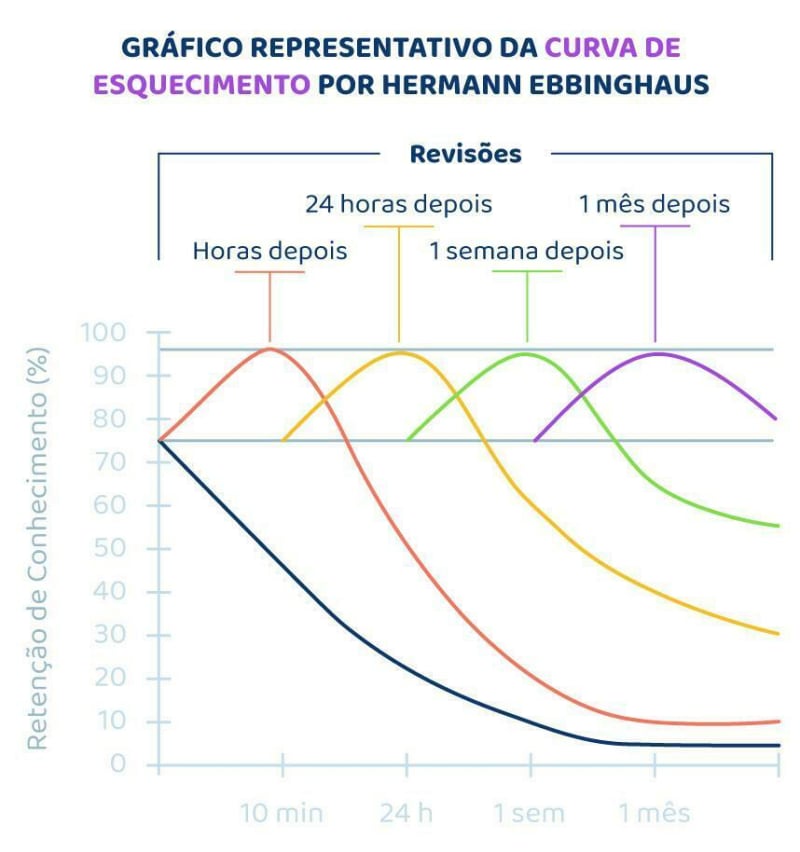 GRÁFICO REPRESENTATIVO DA CURVA DE
ESQUECIMENTO POR HERMANN EBBINGHAUS
Revisões
24 horas depois
1 mês depois
Horas depois
1 semana depois
Retenção de Conhecimento (%)
100
90
80
70
60
50
40
30
20
10
0
10 min
24 h
1 sem
1 mês